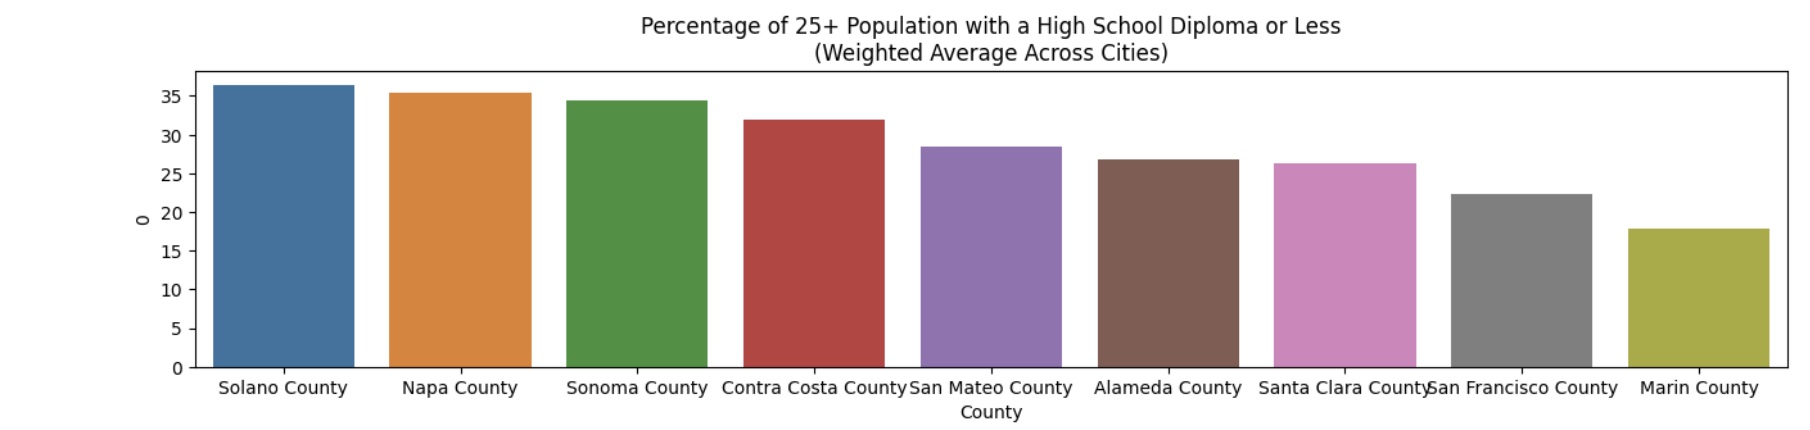 Percentage of 25+ Population with a High School Diploma or Less
(Weighted Average Across Cities)
35
30
25
20
15
10
5
0
0
Solano County Napa County Sonoma County Contra Costa County San Mateo County Alameda County Santa Clara County San Francisco County Marin County
County